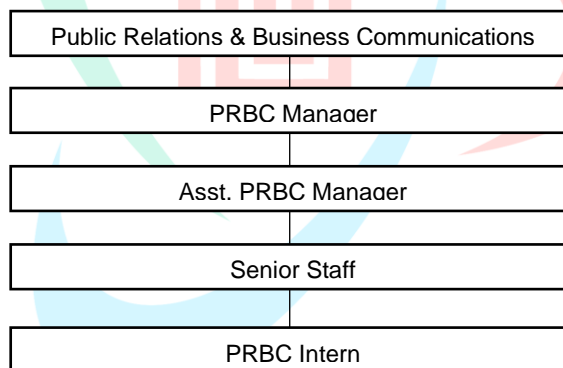 Public Relations & Business Communications
PRBC Manager
Asst. PRBC Manager
Senior Staff
PRBC Intern